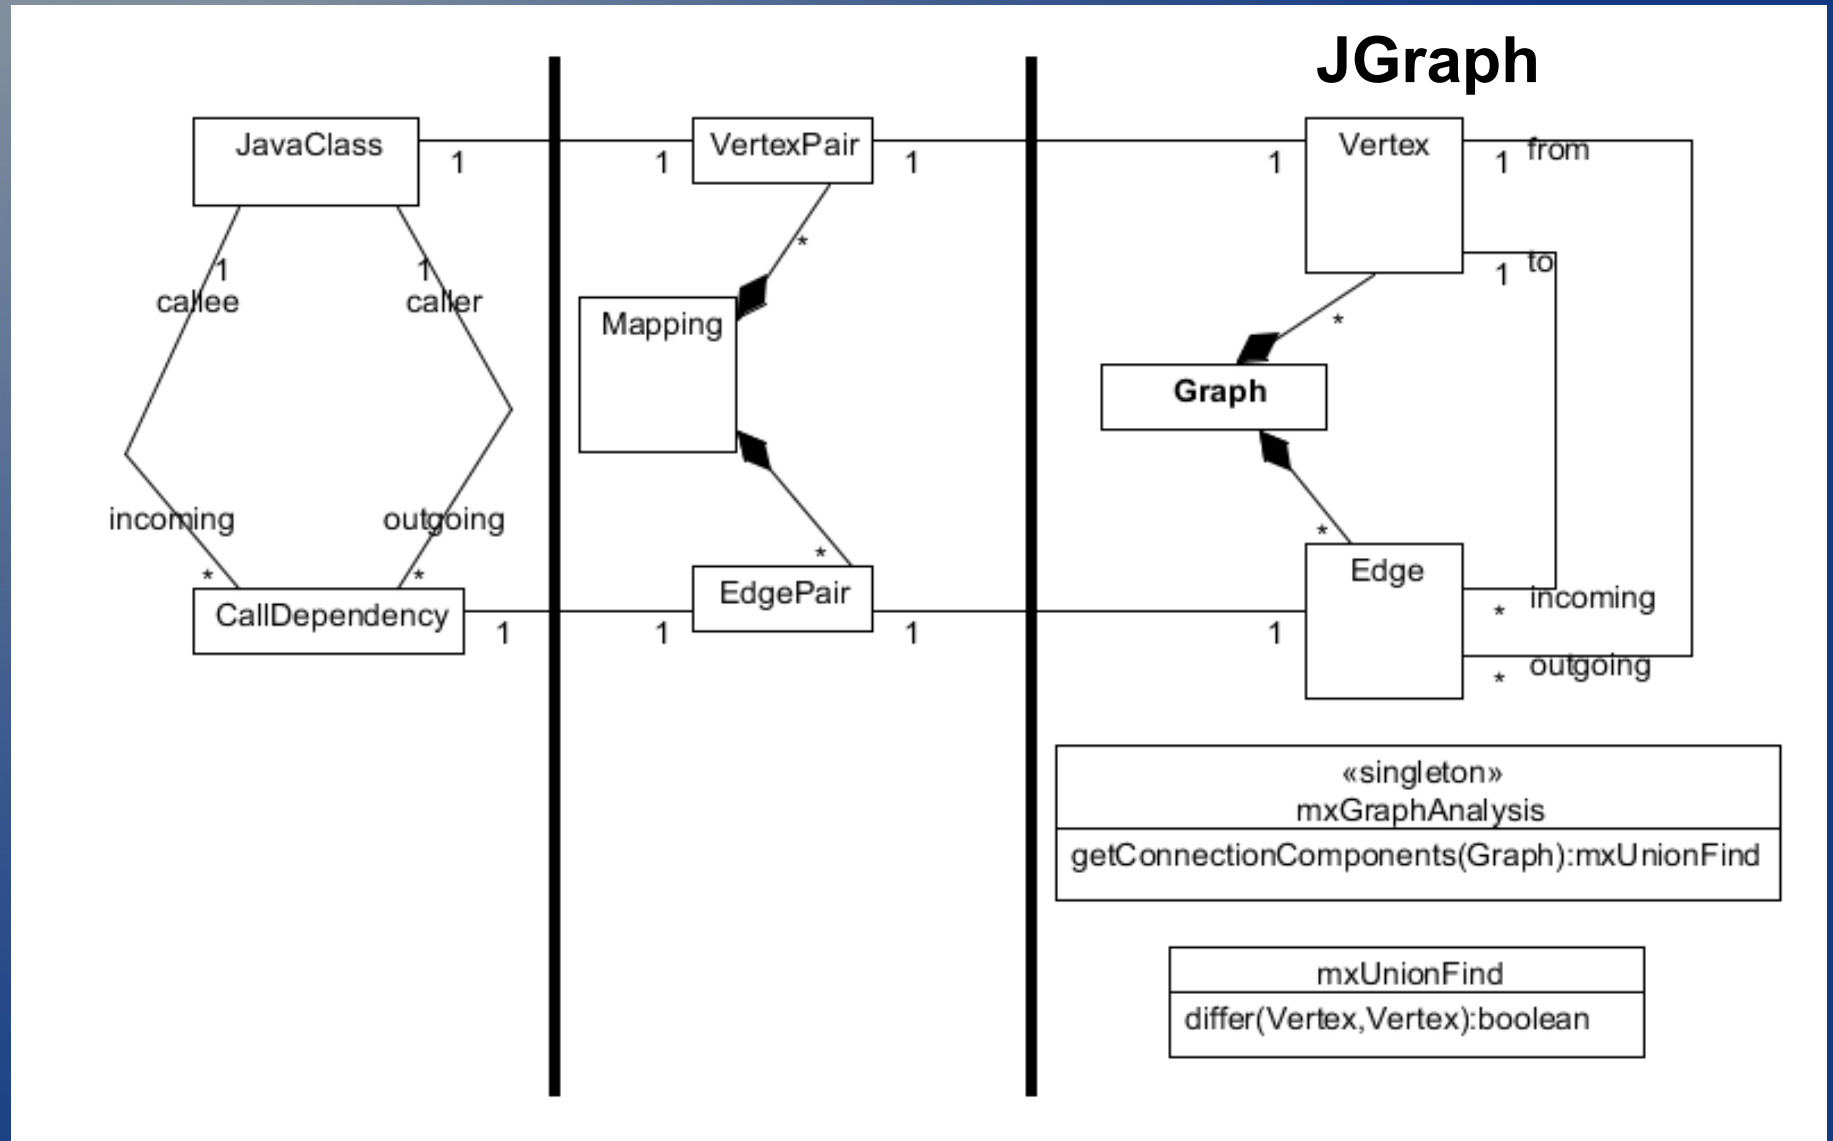 JGraph
JavaClass
1
1
VertexPair
1
1
Vertex
1
from
1
to
1
callee
1
caller
*
Mapping
*
Graph
incoming
*
outgoing
*
CallDependency
1
1
*
EdgePair
1
1
*
Edge
*
incoming
*
outgoing
«singleton»
mxGraphAnalysis
getConnectionComponents(Graph):mxUnionFind
mxUnionFind
differ(Vertex,Vertex):boolean